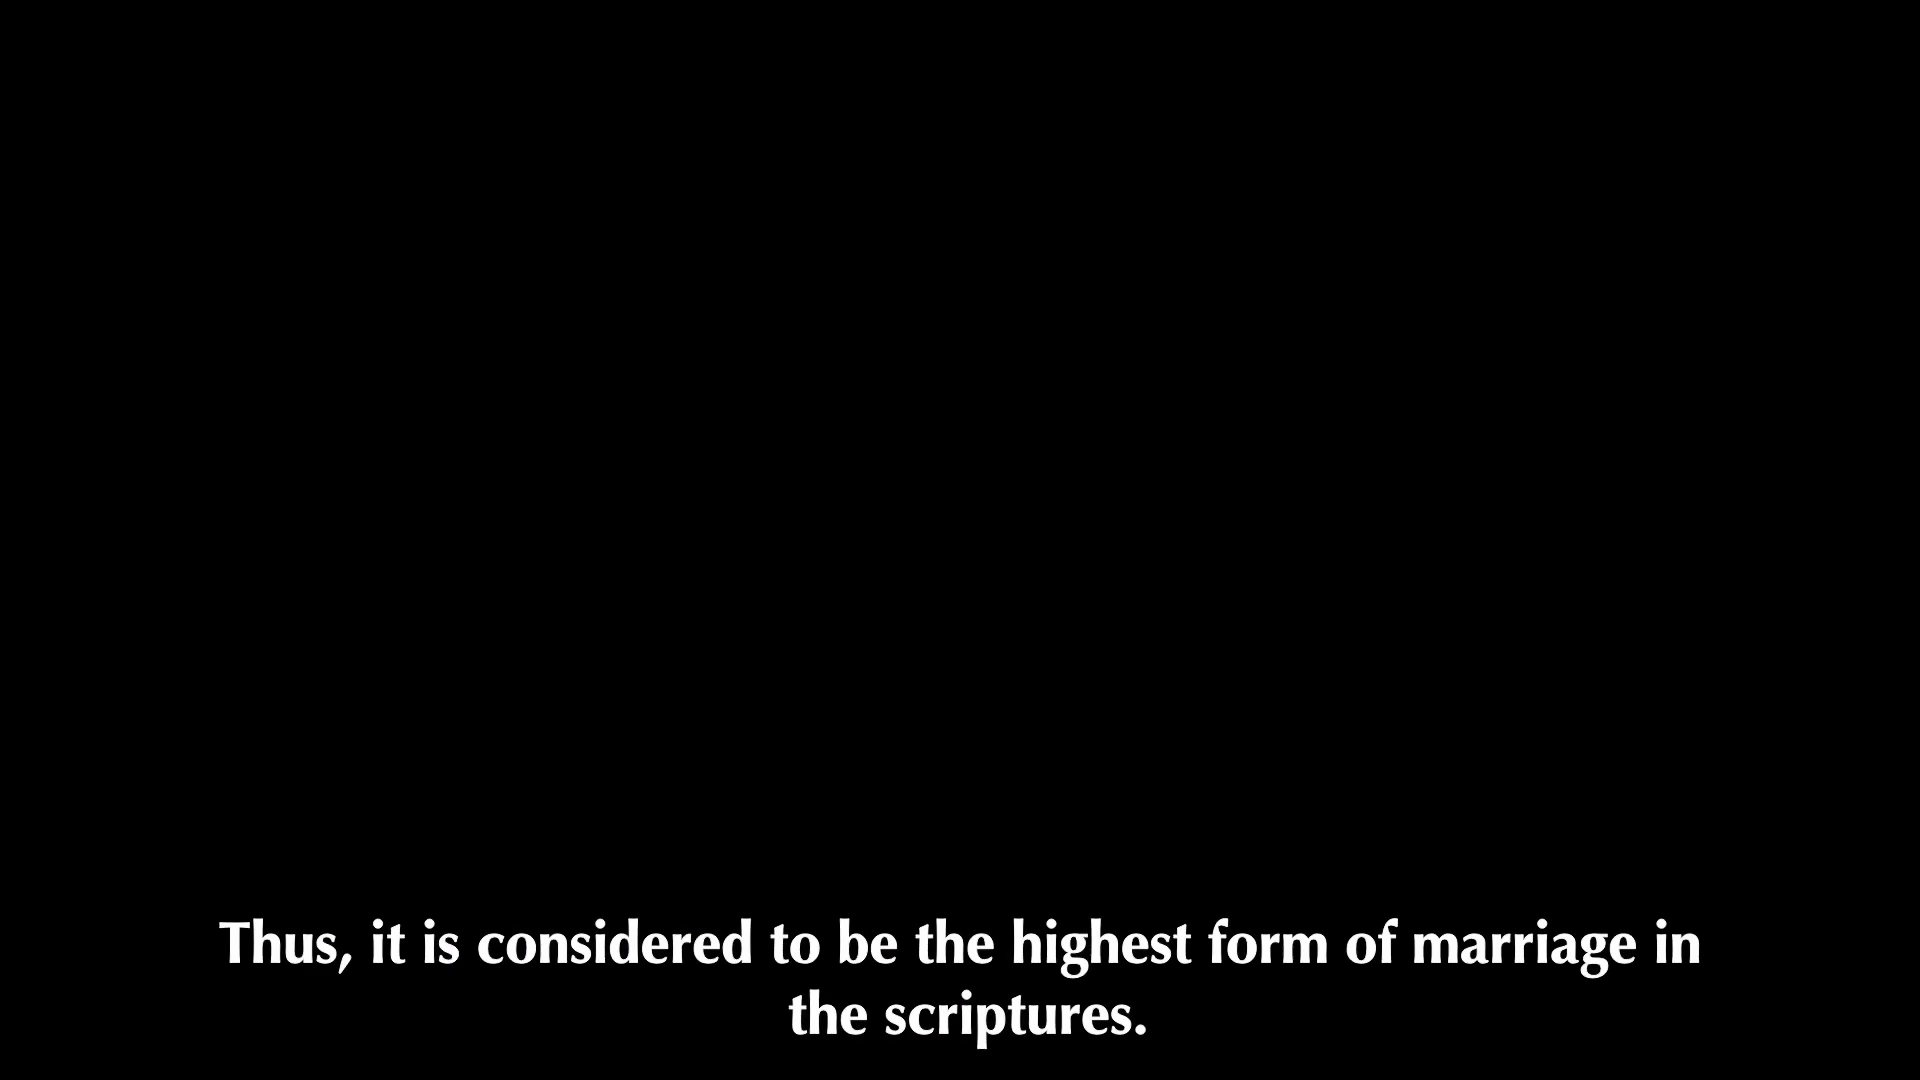 Thus, it is considered to be the highest form of marriage in
the scriptures.